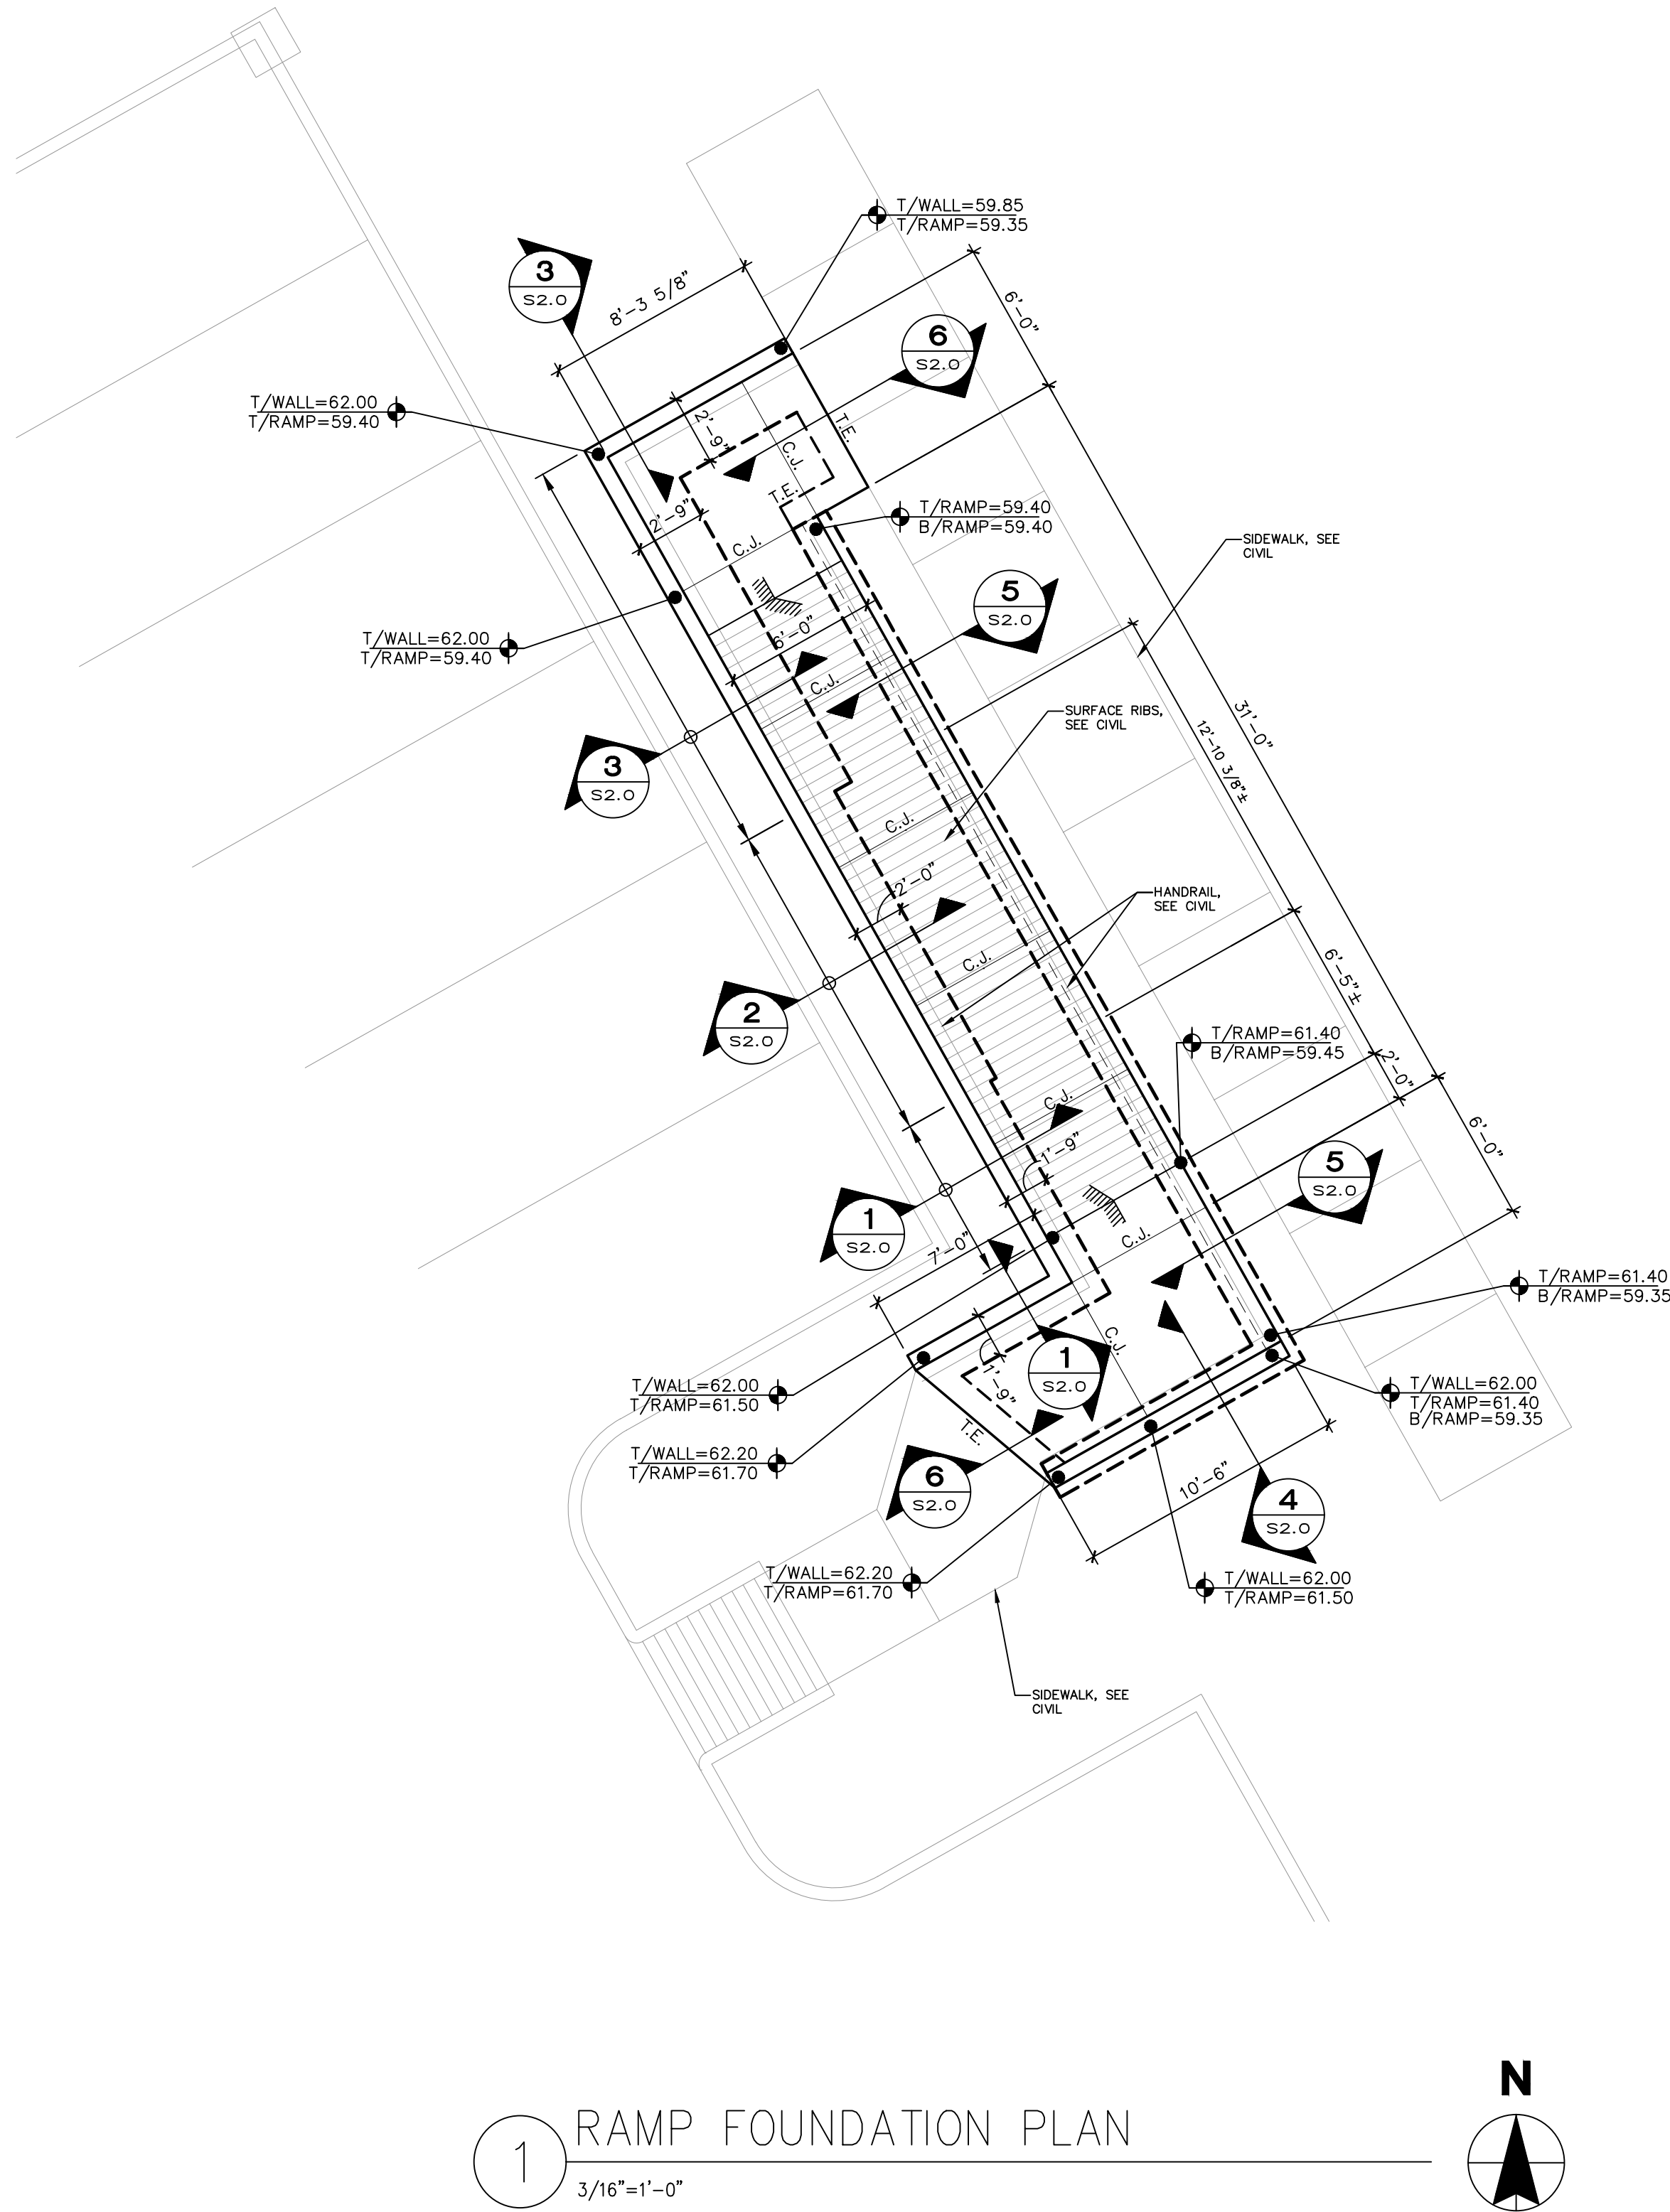 T/WALL=59.85
T/RAMP=59.35
3
S2.0
8'-3 5/8"
6'-0"
6
S2.0
T/WALL=62.00
T/RAMP=59.40
2'-9"
T.E.
C.J.
T.E.
2'-9"
T/RAMP=59.40
B/RAMP=59.40
SIDEWALK, SEE
CIVIL
C.J.
5
S2.0
T/WALL=62.00
T/RAMP=59.40
6'-0"
C.J.
SURFACE RIBS,
SEE CIVIL
31'-0"
12'-10 3/8"±
3
S2.0
C.J.
2'-0"
HANDRAIL,
SEE CIVIL
C.J.
6'-5"±
2
S2.0
T/RAMP=61.40
B/RAMP=59.45
2'-0"
C.J.
6'-0"
1'-9"
5
S2.0
1
S2.0
7'-0"
C.J.
T/RAMP=61.40
B/RAMP=59.35
C.J.
1
S2.0
1'-9"
T/WALL=62.00
T/RAMP=61.50
T/WALL=62.00
T/RAMP=61.40
B/RAMP=59.35
T.E.
T/WALL=62.20
T/RAMP=61.70
6
S2.0
10'-6"
4
S2.0
T/WALL=62.20
T/RAMP=61.70
T/WALL=62.00
T/RAMP=61.50
SIDEWALK, SEE
CIVIL
N
1
RAMP FOUNDATION PLAN
3/16"=1'-0"